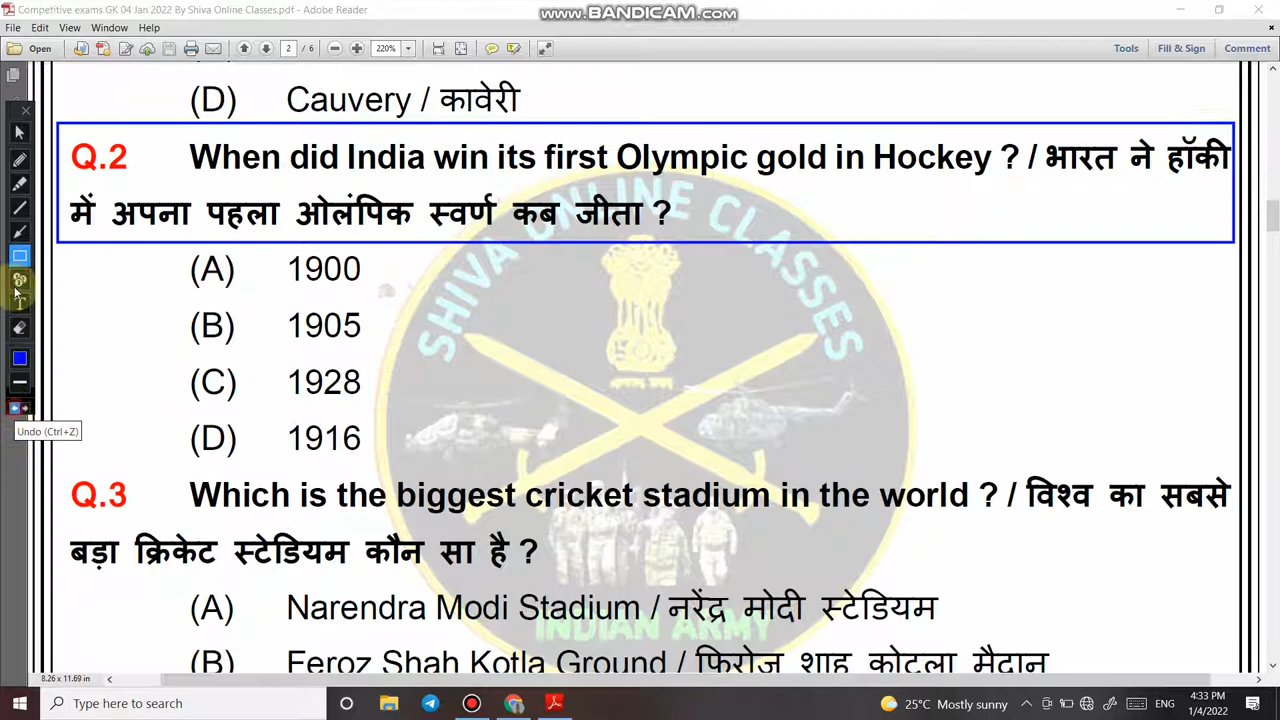 Competitive exams GK 04 Jan 2022 By Shiva Online Classes.pdf - Adobe Reader
www.BANDICAM.com
File Edit View Window Help
Open 2 / 6 220% Tools Fill & Sign Comment
(D) Cauvery / कावेरी
Q.2 When did India win its first Olympic gold in Hockey ? / भारत ने हॉकी
में अपना पहला ओलंपिक स्वर्ण कब जीता ?
(A) 1900
(B) 1905
(C) 1928
(D) 1916
Undo (Ctrl+Z)
Q.3 Which is the biggest cricket stadium in the world ? / विश्व का सबसे
बड़ा क्रिकेट स्टेडियम कौन सा है ?
(A) Narendra Modi Stadium / नरेंद्र मोदी स्टेडियम
(B) Feroz Shah Kotla Ground / फिरोज शाह कोटला मैदान
SHIVA ONLINE CLASSES
INDIAN ARMY
8.26 x 11.69 in
Type here to search 25°C Mostly sunny ENG 4:33 PM
1/4/2022